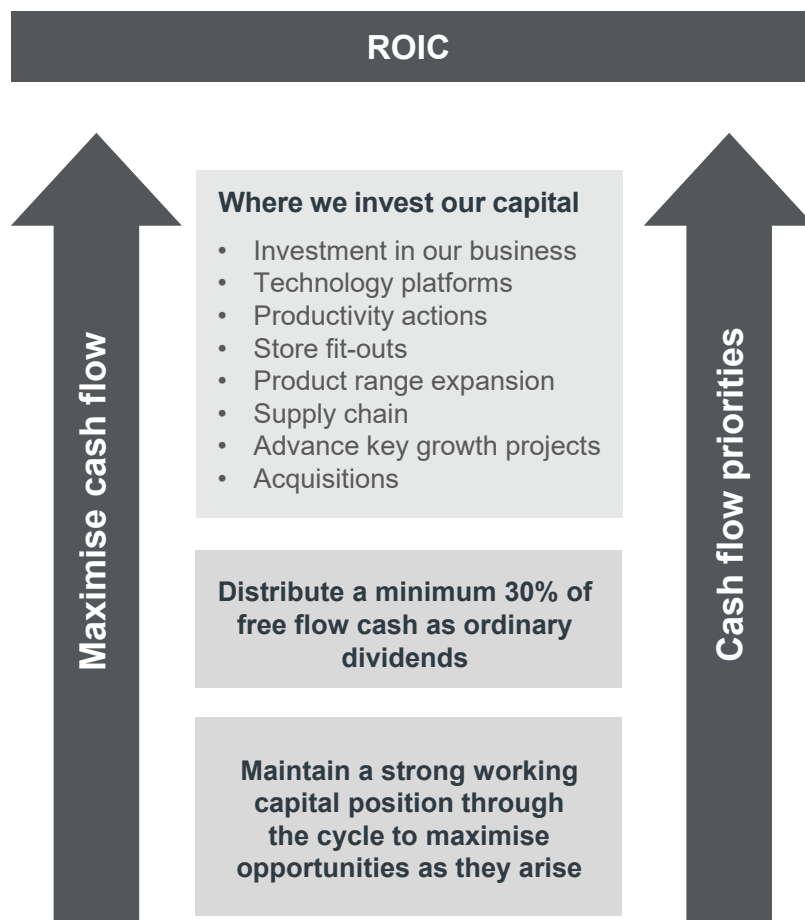 ROIC
Maximise cash flow
Where we invest our capital
• Investment in our business
• Technology platforms
• Productivity actions
• Store fit-outs
• Product range expansion
• Supply chain
• Advance key growth projects
• Acquisitions
Distribute a minimum 30% of
free flow cash as ordinary
dividends
Maintain a strong working
capital position through
the cycle to maximise
opportunities as they arise
Cash flow priorities